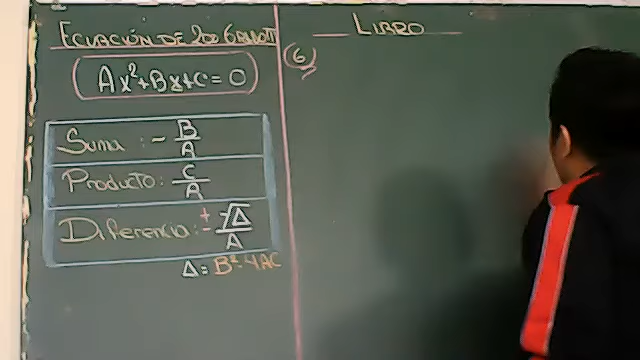 ECUACIÓN DE 2DO GRADO
Ax²+Bx+C=0
Suma : - B/A
Producto : C/A
Diferencia : ± √Δ/A
Δ = B²-4AC
LIBRO
6